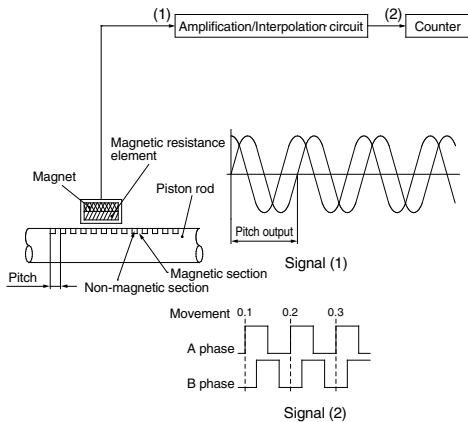 (1)
Amplification/Interpolation circuit
(2)
Counter
Magnetic resistance
element
Magnet
Piston rod
Pitch
Magnetic section
Non-magnetic section
Pitch output
Signal (1)
Movement 0.1 0.2 0.3
A phase
B phase
Signal (2)